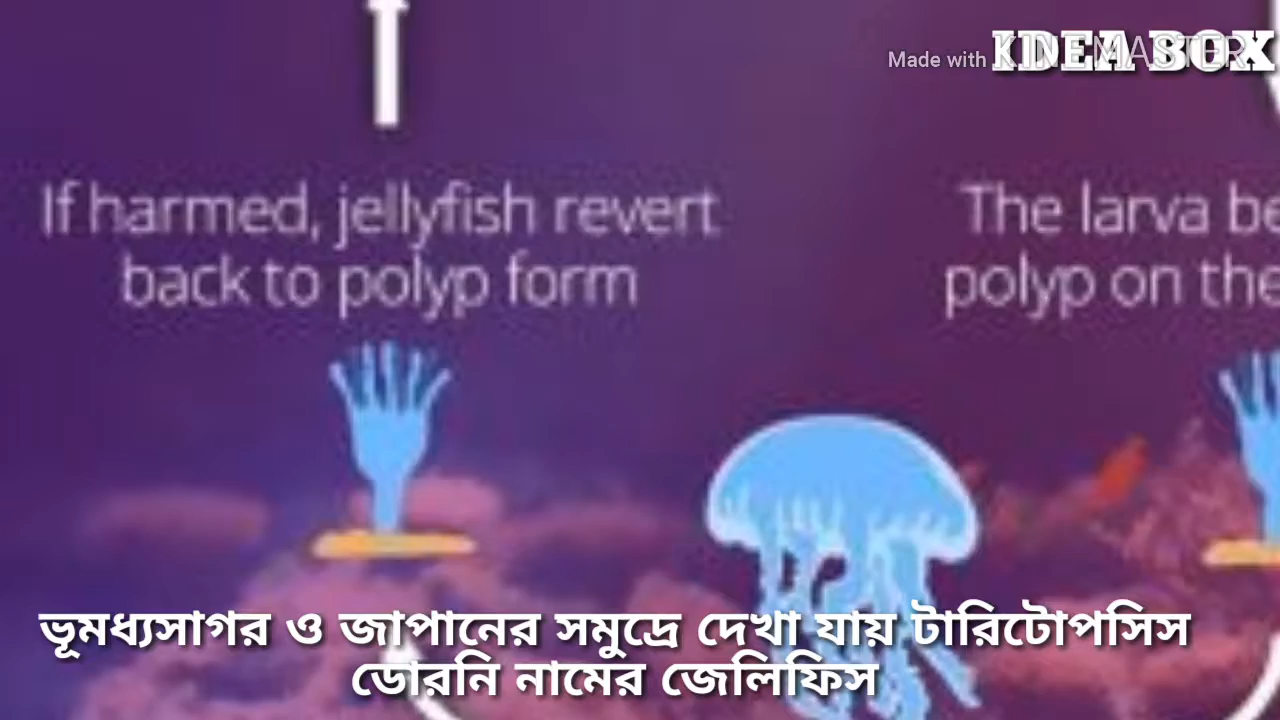 Made with KINEMASTER
IDEA BOX
If harmed, jellyfish revert
back to polyp form
The larva be
polyp on the
ভূমধ্যসাগর ও জাপানের সমুদ্রে দেখা যায় টারিটোপসিস
ডোরনি নামের জেলিফিস